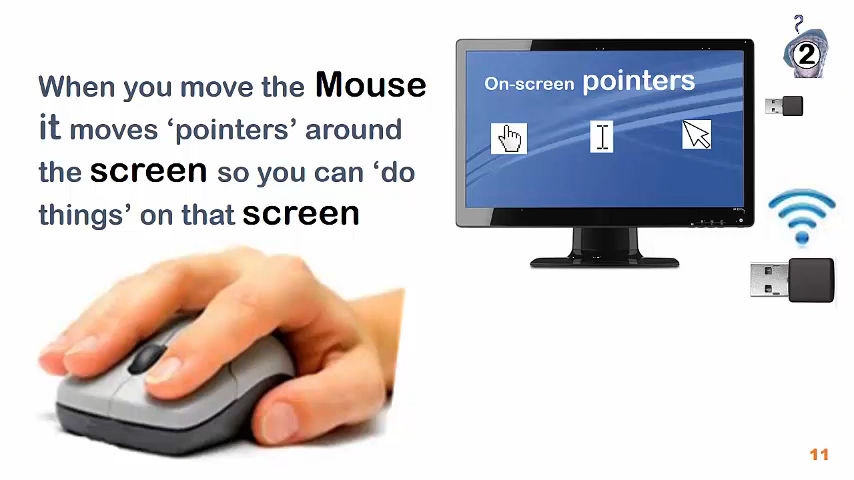 When you move the Mouse
it moves ‘pointers’ around
the screen so you can ‘do
things’ on that screen
On-screen pointers
?
2
11